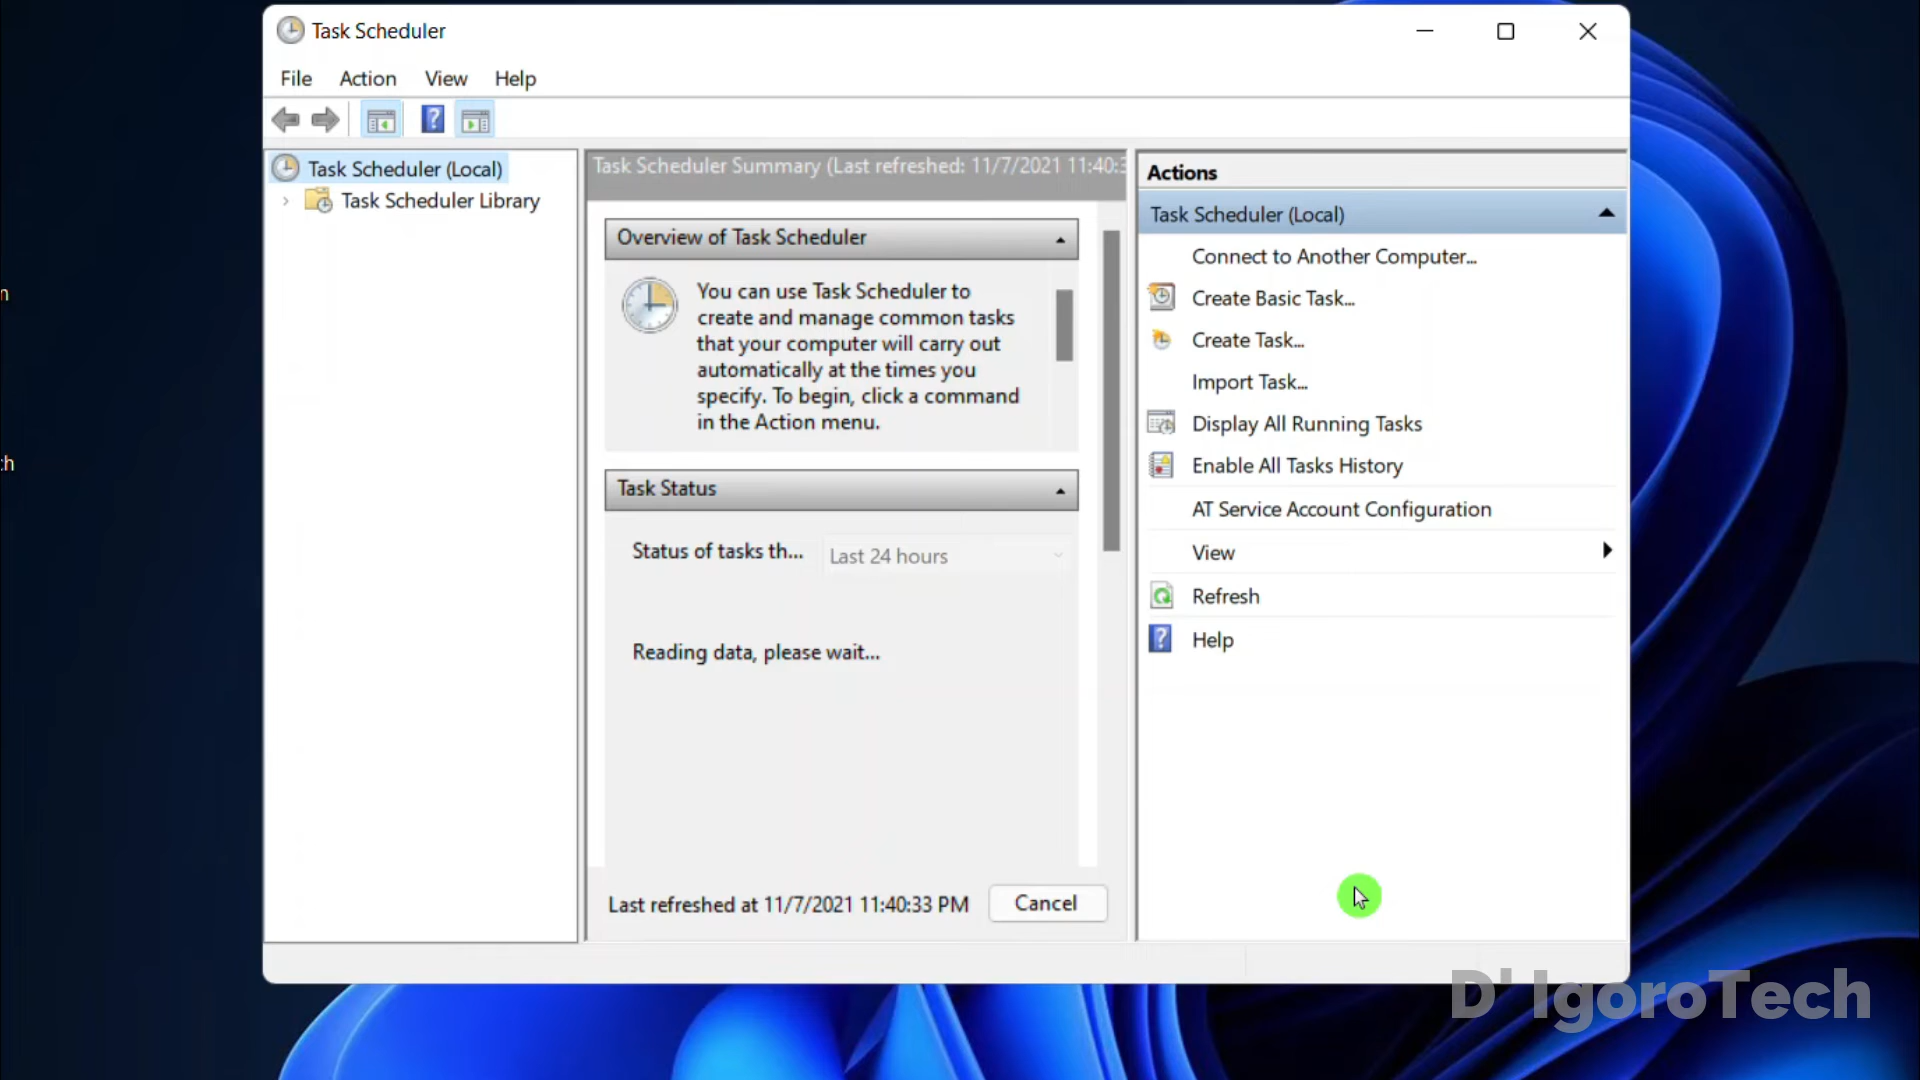 Task Scheduler
File Action View Help
Task Scheduler (Local)
Task Scheduler Library
Task Scheduler Summary (Last refreshed: 11/7/2021 11:40:3
Overview of Task Scheduler
You can use Task Scheduler to
create and manage common tasks
that your computer will carry out
automatically at the times you
specify. To begin, click a command
in the Action menu.
Task Status
Status of tasks th... Last 24 hours
Reading data, please wait...
Last refreshed at 11/7/2021 11:40:33 PM Cancel
Actions
Task Scheduler (Local)
Connect to Another Computer...
Create Basic Task...
Create Task...
Import Task...
Display All Running Tasks
Enable All Tasks History
AT Service Account Configuration
View
Refresh
Help
D' IgoroTech